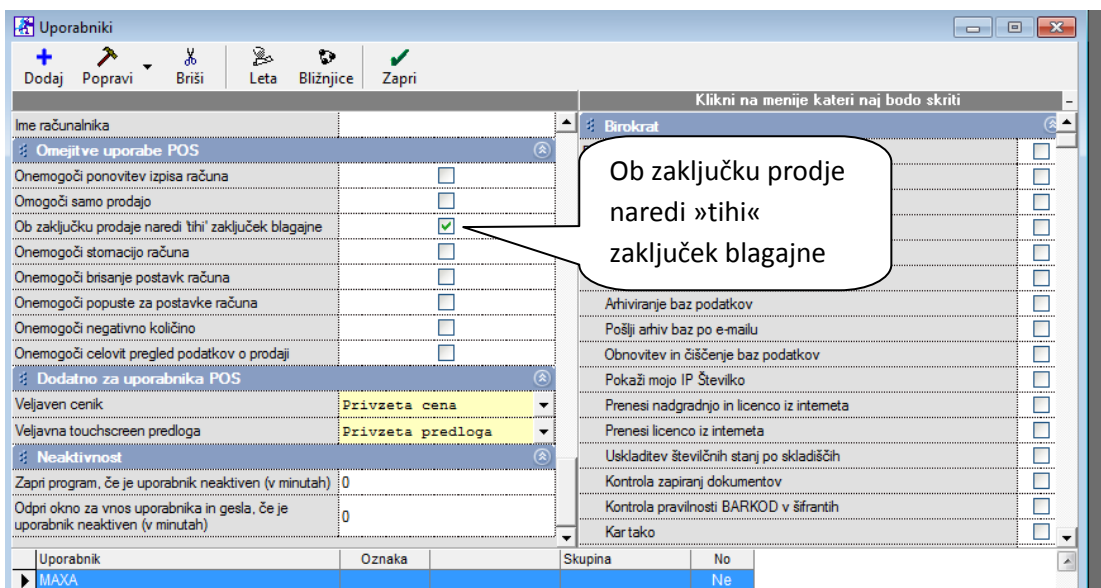 Uporabniki
Dodaj Popravi Briši Leta Bližnjice Zapri
Klikni na menije kateri naj bodo skriti
Ime računalnika
Omejitve uporabe POS
Onemogoči ponovitev izpisa računa
Omogoči samo prodajo
Ob zaključku prodaje naredi 'tihi' zaključek blagajne
Onemogoči stornacijo računa
Onemogoči brisanje postavk računa
Onemogoči popuste za postavke računa
Onemogoči negativno količino
Onemogoči celovit pregled podatkov o prodaji
Dodatno za uporabnika POS
Veljaven cenik Privzeta cena
Veljavna touchscreen predloga Privzeta predloga
Neaktivnost
Zapri program, če je uporabnik neaktiven (v minutah) 0
Odpri okno za vnos uporabnika in gesla, če je
uporabnik neaktiven (v minutah) 0
Birokrat
Ob zaključku prodje
naredi »tihi«
zaključek blagajne
Arhiviranje baz podatkov
Pošlji arhiv baz po e-mailu
Obnovitev in čiščenje baz podatkov
Pokaži mojo IP Številko
Prenesi nadgradnjo in licenco iz interneta
Prenesi licenco iz interneta
Uskladitev številčnih stanj po skladiščih
Kontrola zapiranj dokumentov
Kontrola pravilnosti BARKOD v šifrantih
Kartako
Uporabnik Oznaka Skupina No
MAXA Ne